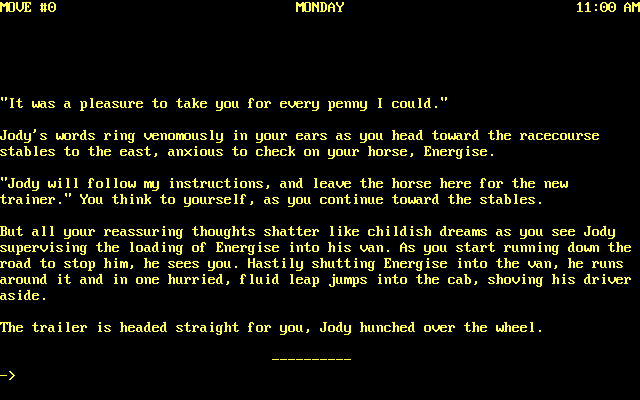 MOVE #0 MONDAY 11:00 AM
"It was a pleasure to take you for every penny I could."
Jody's words ring venomously in your ears as you head toward the racecourse
stables to the east, anxious to check on your horse, Energise.
"Jody will follow my instructions, and leave the horse here for the new
trainer." You think to yourself, as you continue toward the stables.
But all your reassuring thoughts shatter like childish dreams as you see Jody
supervising the loading of Energise into his van. As you start running down the
road to stop him, he sees you. Hastily shutting Energise into the van, he runs
around it and in one hurried, fluid leap jumps into the cab, shoving his driver
aside.
The trailer is headed straight for you, Jody hunched over the wheel.
__________
->